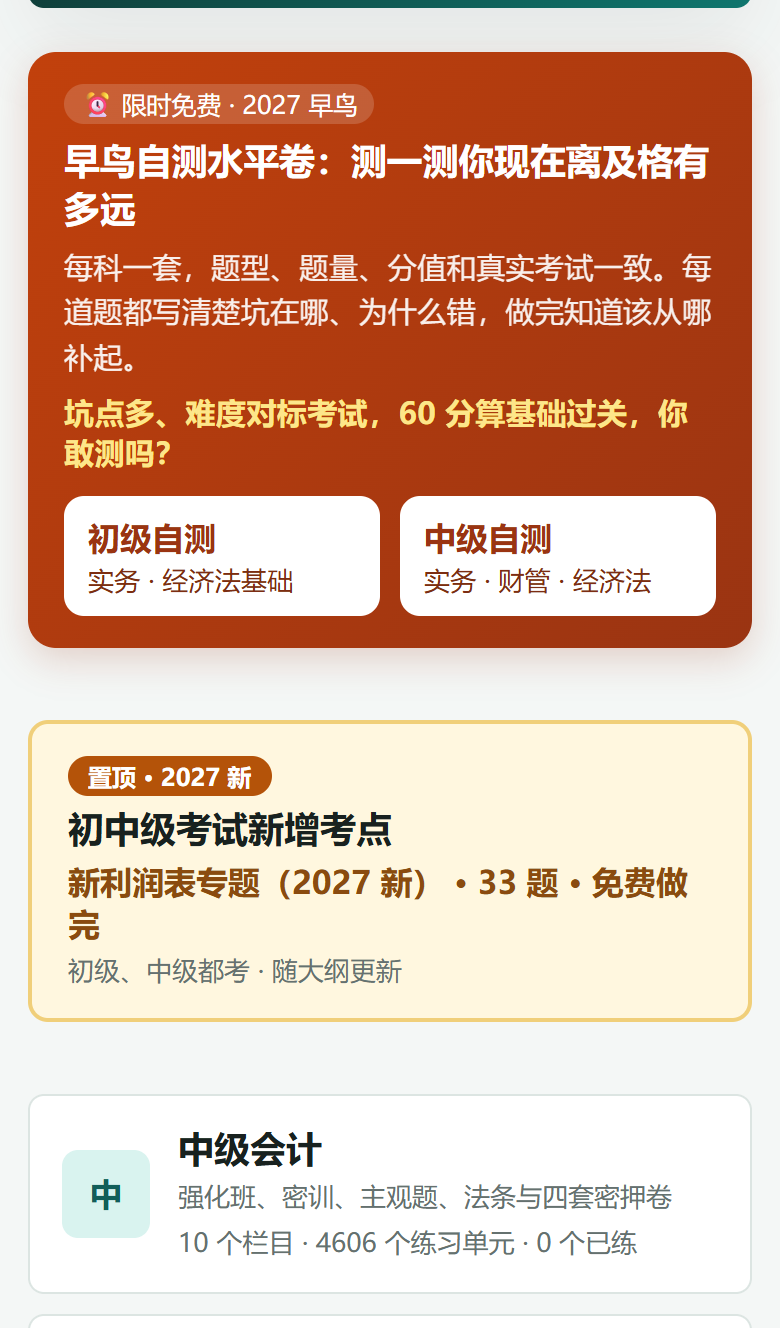 ⏰ 限时免费 · 2027 早鸟
早鸟自测水平卷：测一测你现在离及格有
多远
每科一套，题型、题量、分值和真实考试一致。每
道题都写清楚坑在哪、为什么错，做完知道该从哪
补起。
坑点多、难度对标考试，60 分算基础过关，你
敢测吗？
初级自测
实务 · 经济法基础
中级自测
实务 · 财管 · 经济法
置顶 • 2027 新
初中级考试新增考点
新利润表专题（2027 新） • 33 题 • 免费做
完
初级、中级都考 · 随大纲更新
中
中级会计
强化班、密训、主观题、法条与四套密押卷
10 个栏目 · 4606 个练习单元 · 0 个已练